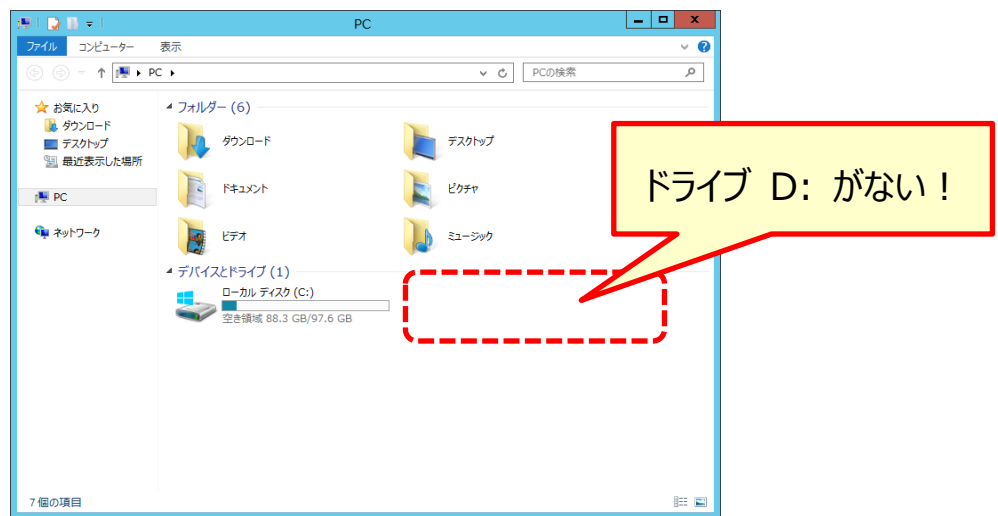 PC
ファイル コンピューター 表示
PC
PCの検索
お気に入り
ダウンロード
デスクトップ
最近表示した場所
PC
ネットワーク
フォルダー (6)
ダウンロード
デスクトップ
ドキュメント
ピクチャ
ビデオ
ミュージック
デバイスとドライブ (1)
ローカル ディスク (C:)
空き領域 88.3 GB/97.6 GB
ドライブ D: がない！
7 個の項目